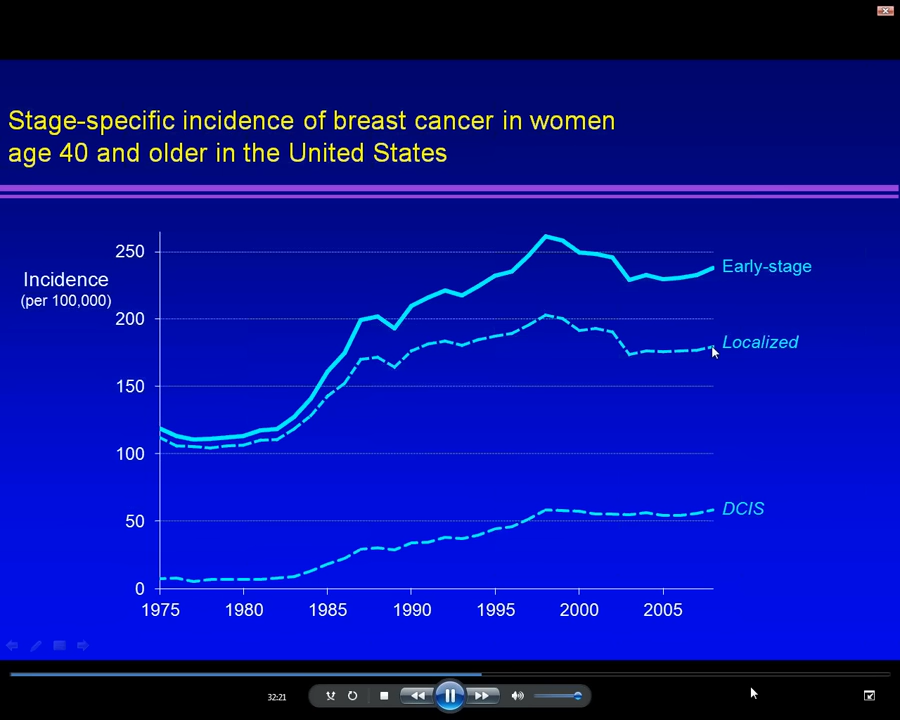 Stage-specific incidence of breast cancer in women
age 40 and older in the United States
Incidence
(per 100,000)
250
200
150
100
50
0
1975 1980 1985 1990 1995 2000 2005
Early-stage
Localized
DCIS
32:21